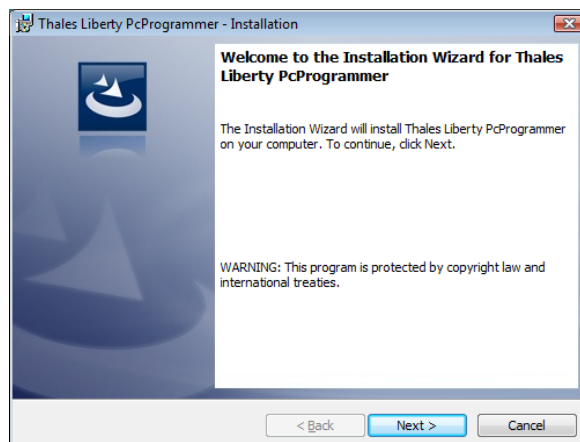 Thales Liberty PcProgrammer - Installation
Welcome to the Installation Wizard for Thales
Liberty PcProgrammer
The Installation Wizard will install Thales Liberty PcProgrammer
on your computer. To continue, click Next.
WARNING: This program is protected by copyright law and
international treaties.
< Back
Next >
Cancel